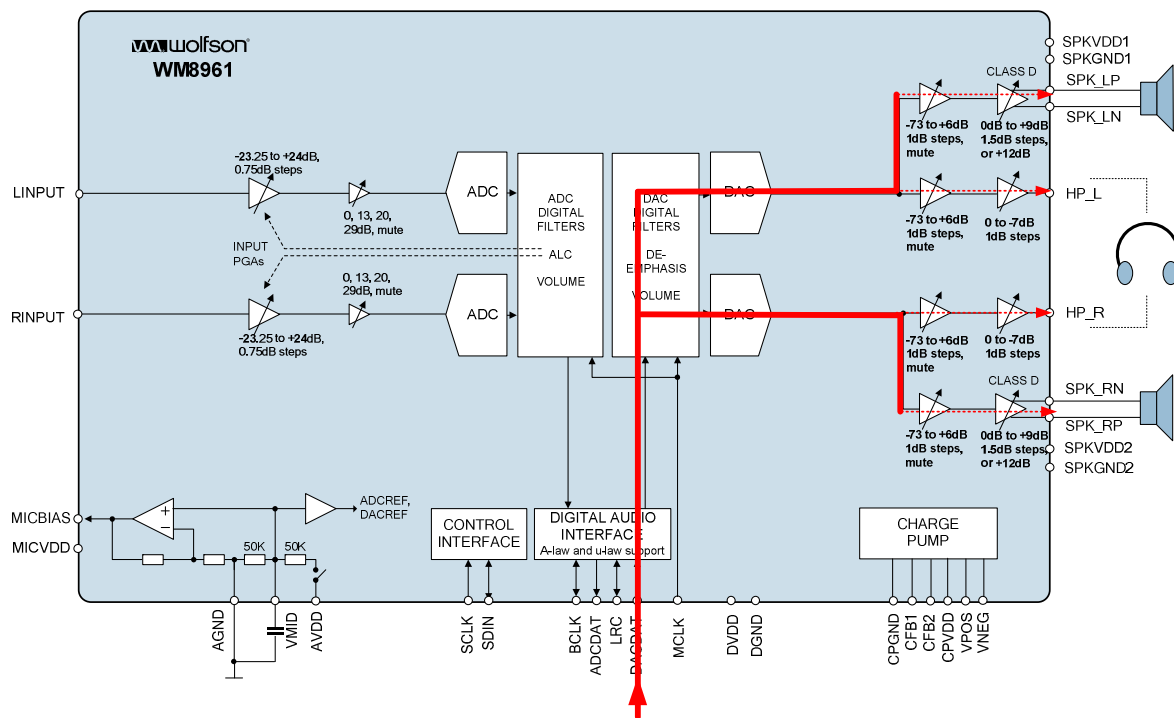 wolfson
WM8961
SPKVDD1
SPKGND1
CLASS D
SPK_LP
SPK_LN
-73 to +6dB
1dB steps,
mute
0dB to +9dB
1.5dB steps,
or +12dB
-23.25 to +24dB,
0.75dB steps
LINPUT
0, 13, 20,
29dB, mute
ADC
ADC
DIGITAL
FILTERS
ALC
VOLUME
DAC
DIGITAL
FILTERS
DE-
EMPHASIS
VOLUME
DAC
HP_L
-73 to +6dB
1dB steps,
mute
0 to -7dB
1dB steps
INPUT
PGAs
0, 13, 20,
29dB, mute
RINPUT
-23.25 to +24dB,
0.75dB steps
ADC
DAC
HP_R
-73 to +6dB
1dB steps,
mute
0 to -7dB
1dB steps
CLASS D
SPK_RN
SPK_RP
-73 to +6dB
1dB steps,
mute
0dB to +9dB
1.5dB steps,
or +12dB
SPKVDD2
SPKGND2
MICBIAS
MICVDD
+
-
ADCREF,
DACREF
50K
50K
CONTROL
INTERFACE
DIGITAL AUDIO
INTERFACE
A-law and u-law support
CHARGE
PUMP
AGND
VMID
AVDD
SCLK
SDIN
BCLK
ADCDAT
LRC
DACDAT
MCLK
DVDD
DGND
CPGND
CFB1
CFB2
CPVDD
VPOS
VNEG